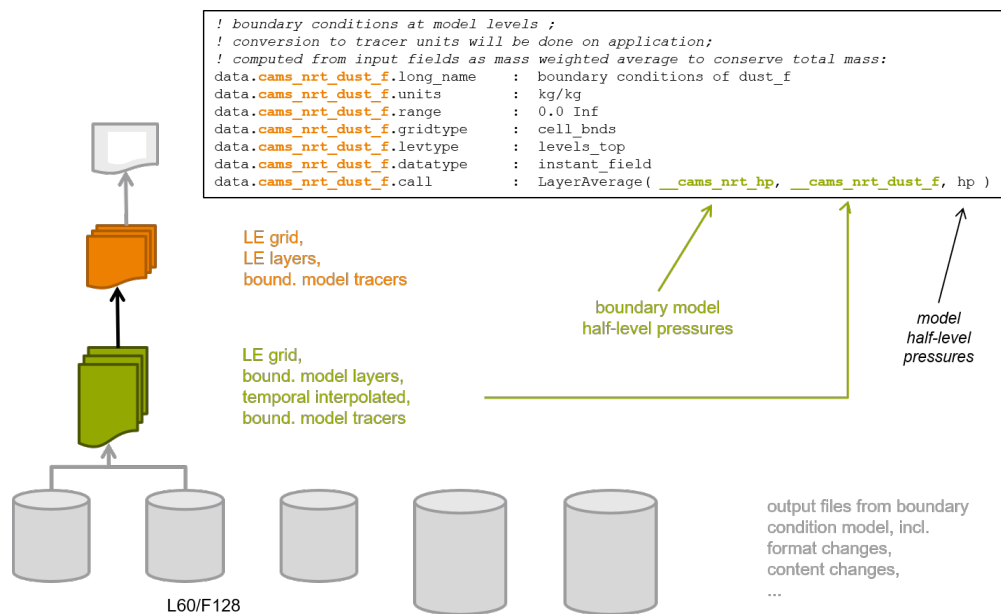 ! boundary conditions at model levels ;
! conversion to tracer units will be done on application;
! computed from input fields as mass weighted average to conserve total mass:
data.cams_nrt_dust_f.long_name : boundary conditions of dust_f
data.cams_nrt_dust_f.units : kg/kg
data.cams_nrt_dust_f.range : 0.0 Inf
data.cams_nrt_dust_f.gridtype : cell_bnds
data.cams_nrt_dust_f.levtype : levels_top
data.cams_nrt_dust_f.datatype : instant_field
data.cams_nrt_dust_f.call : LayerAverage( __cams_nrt_hp, __cams_nrt_dust_f, hp )
LE grid,
LE layers,
bound. model tracers
boundary model
half-level pressures
model
half-level
pressures
LE grid,
bound. model layers,
temporal interpolated,
bound. model tracers
output files from boundary
condition model, incl.
format changes,
content changes,
...
L60/F128